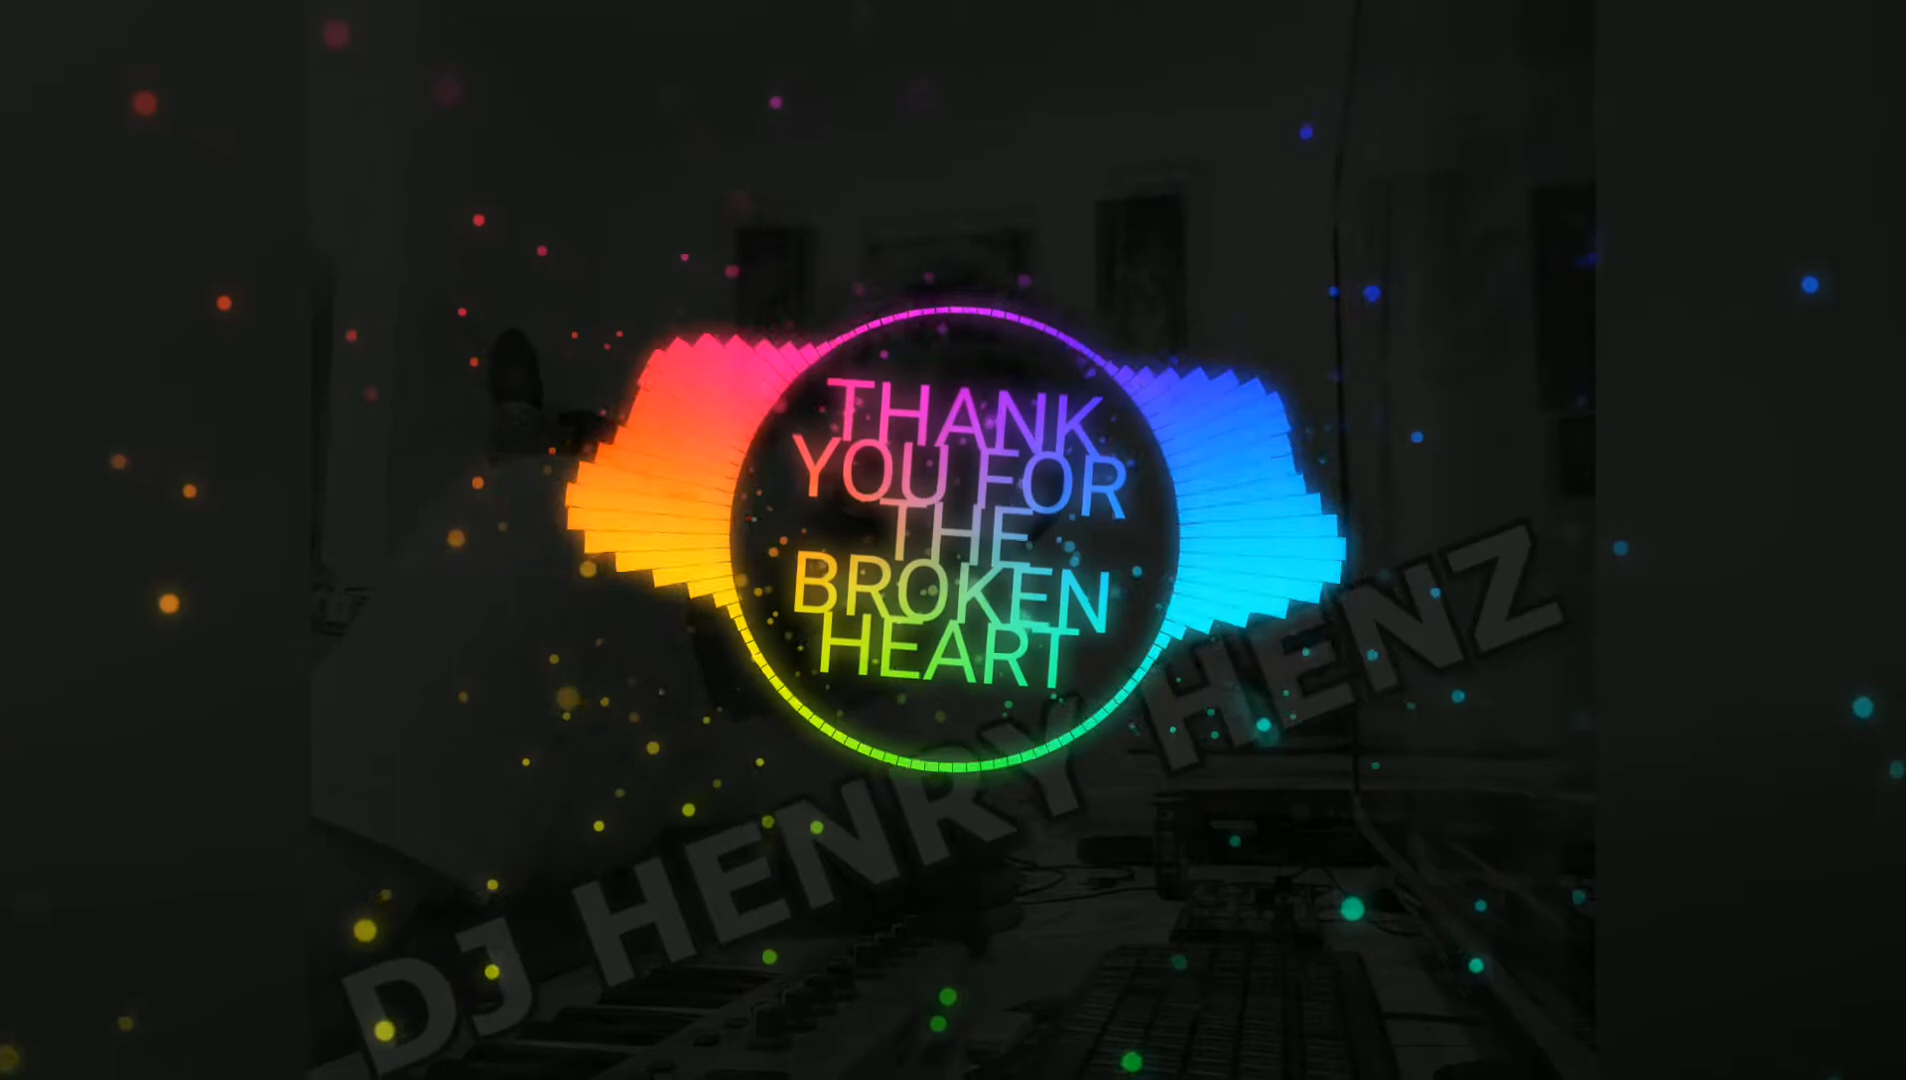 THANK
YOU FOR
THE
BROKEN
HEART
DJ HENRY HENZ